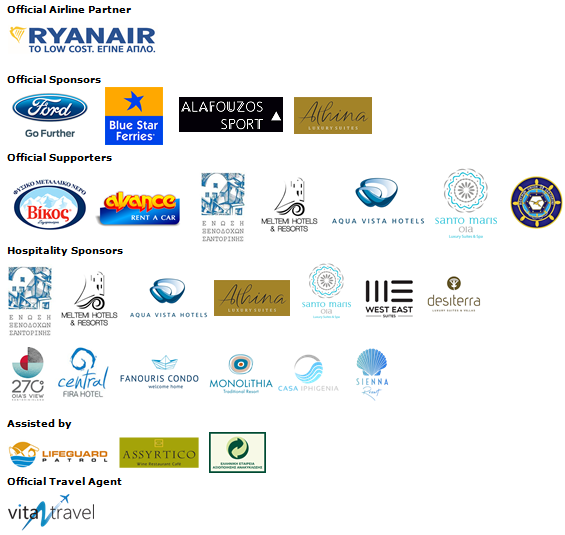 Official Airline Partner
RYANAIR
TO LOW COST. ΕΓΙΝΕ ΑΠΛΟ.
Official Sponsors
Ford
Go Further
Blue Star
Ferries
ALAFOUZOS
SPORT
Athina
LUXURY SUITES
Official Supporters
ΦΥΣΙΚΟ ΜΕΤΑΛΛΙΚΟ ΝΕΡΟ
Βίκος
avance
RENT A CAR
ΕΝΩΣΗ
ΞΕΝΟΔΟΧΩΝ
ΣΑΝΤΟΡΙΝΗΣ
MELTEMI HOTELS
& RESORTS
AQUA VISTA HOTELS
santo maris
OIA
Luxury Suites & Spa
Hospitality Sponsors
ΕΝΩΣΗ
ΞΕΝΟΔΟΧΩΝ
ΣΑΝΤΟΡΙΝΗΣ
MELTEMI HOTELS
& RESORTS
AQUA VISTA HOTELS
Athina
LUXURY SUITES
santo maris
OIA
Luxury Suites & Spa
WEST EAST
SUITES
desiterra
LUXURY SUITES & VILLAS
270°
OIA'S VIEW
central
FIRA HOTEL
FANOURIS CONDO
welcome home
MONOLITHIA
Traditional Resort
CASA IPHIGENIA
SIENNA
Resort
Assisted by
LIFEGUARD
PATROL
ASSYRTICO
Wine Restaurant Cafe
ΕΛΛΗΝΙΚΗ ΕΤΑΙΡΕΙΑ
ΑΞΙΟΠΟΙΗΣΗΣ ΑΝΑΚΥΚΛΩΣΗΣ
Official Travel Agent
vita N travel